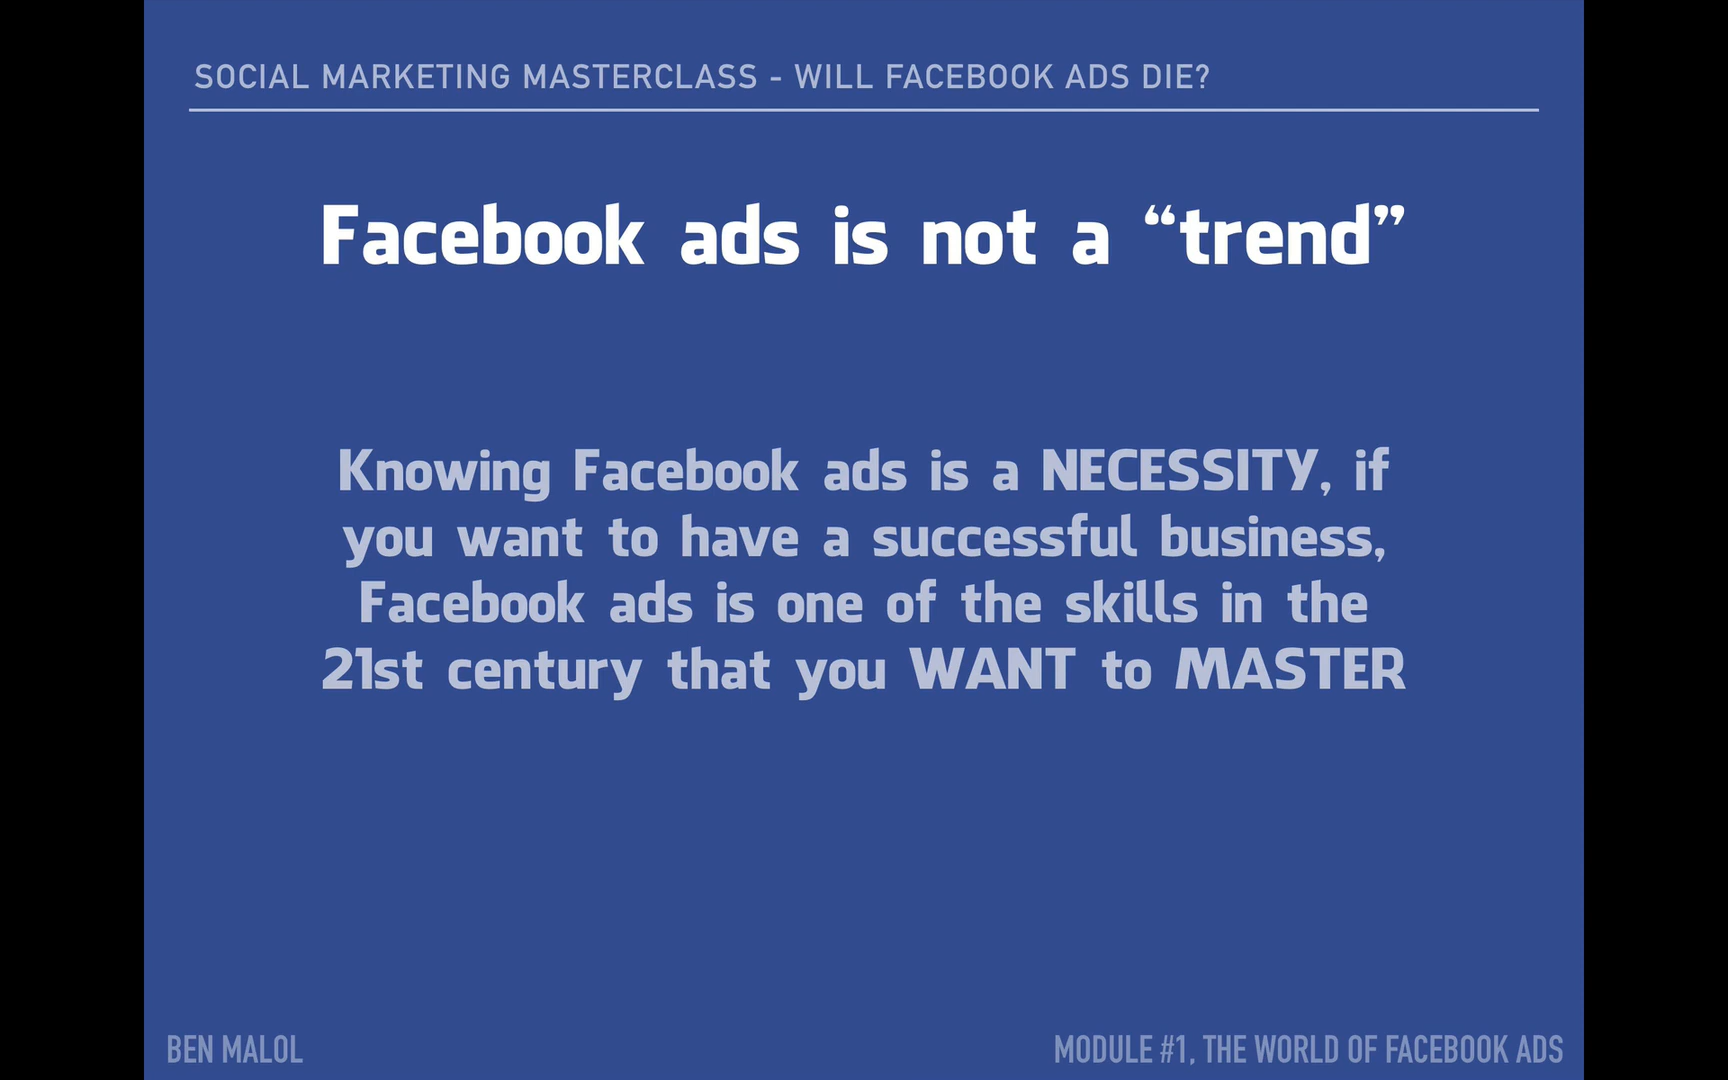 SOCIAL MARKETING MASTERCLASS - WILL FACEBOOK ADS DIE?
Facebook ads is not a “trend”
Knowing Facebook ads is a NECESSITY, if
you want to have a successful business,
Facebook ads is one of the skills in the
21st century that you WANT to MASTER
BEN MALOL
MODULE #1, THE WORLD OF FACEBOOK ADS